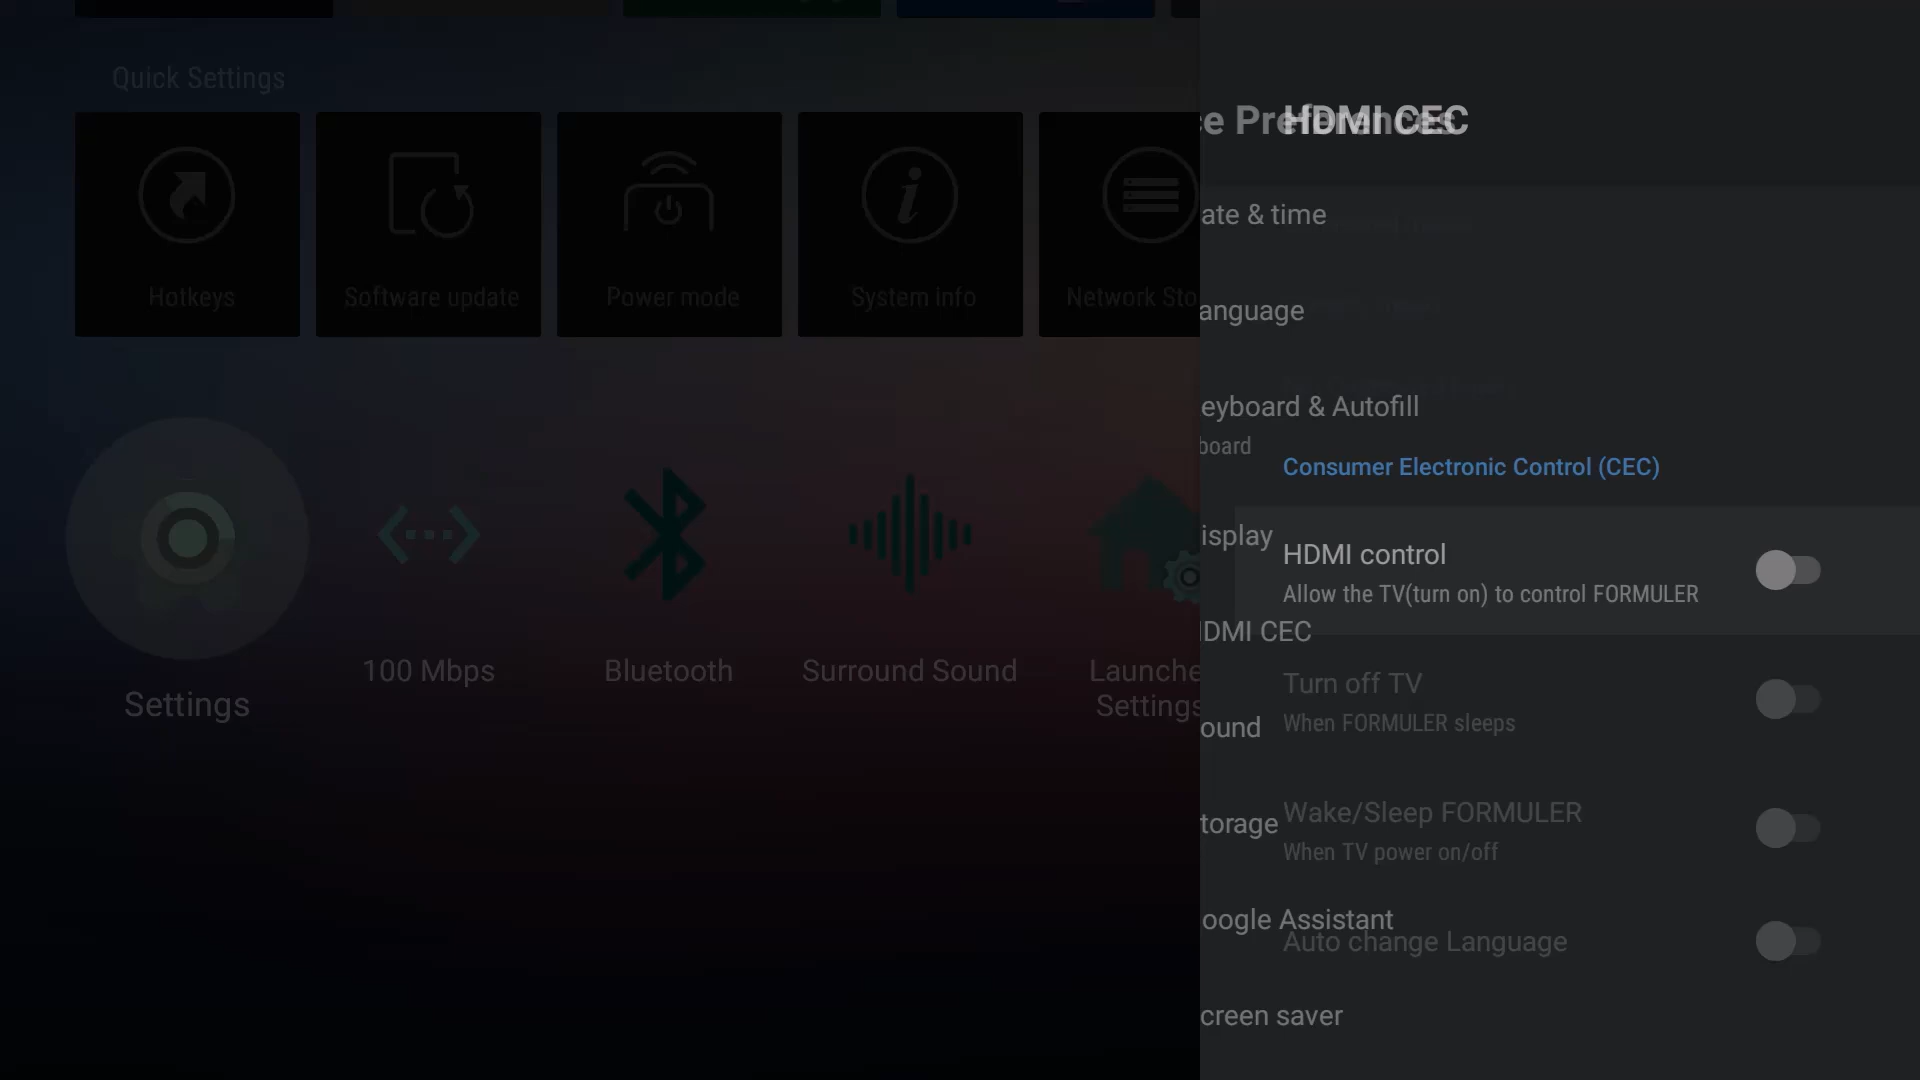 Quick Settings
Hotkeys
Software update
Power mode
System Info
Network Sto
Settings
100 Mbps
Bluetooth
Surround Sound
Launche
Settings
ce Preferences
HDMI CEC
ate & time
anguage
eyboard & Autofill
board
Consumer Electronic Control (CEC)
isplay
HDMI control
Allow the TV(turn on) to control FORMULER
HDMI CEC
Turn off TV
When FORMULER sleeps
ound
Wake/Sleep FORMULER
torage
When TV power on/off
oogle Assistant
Auto change Language
creen saver